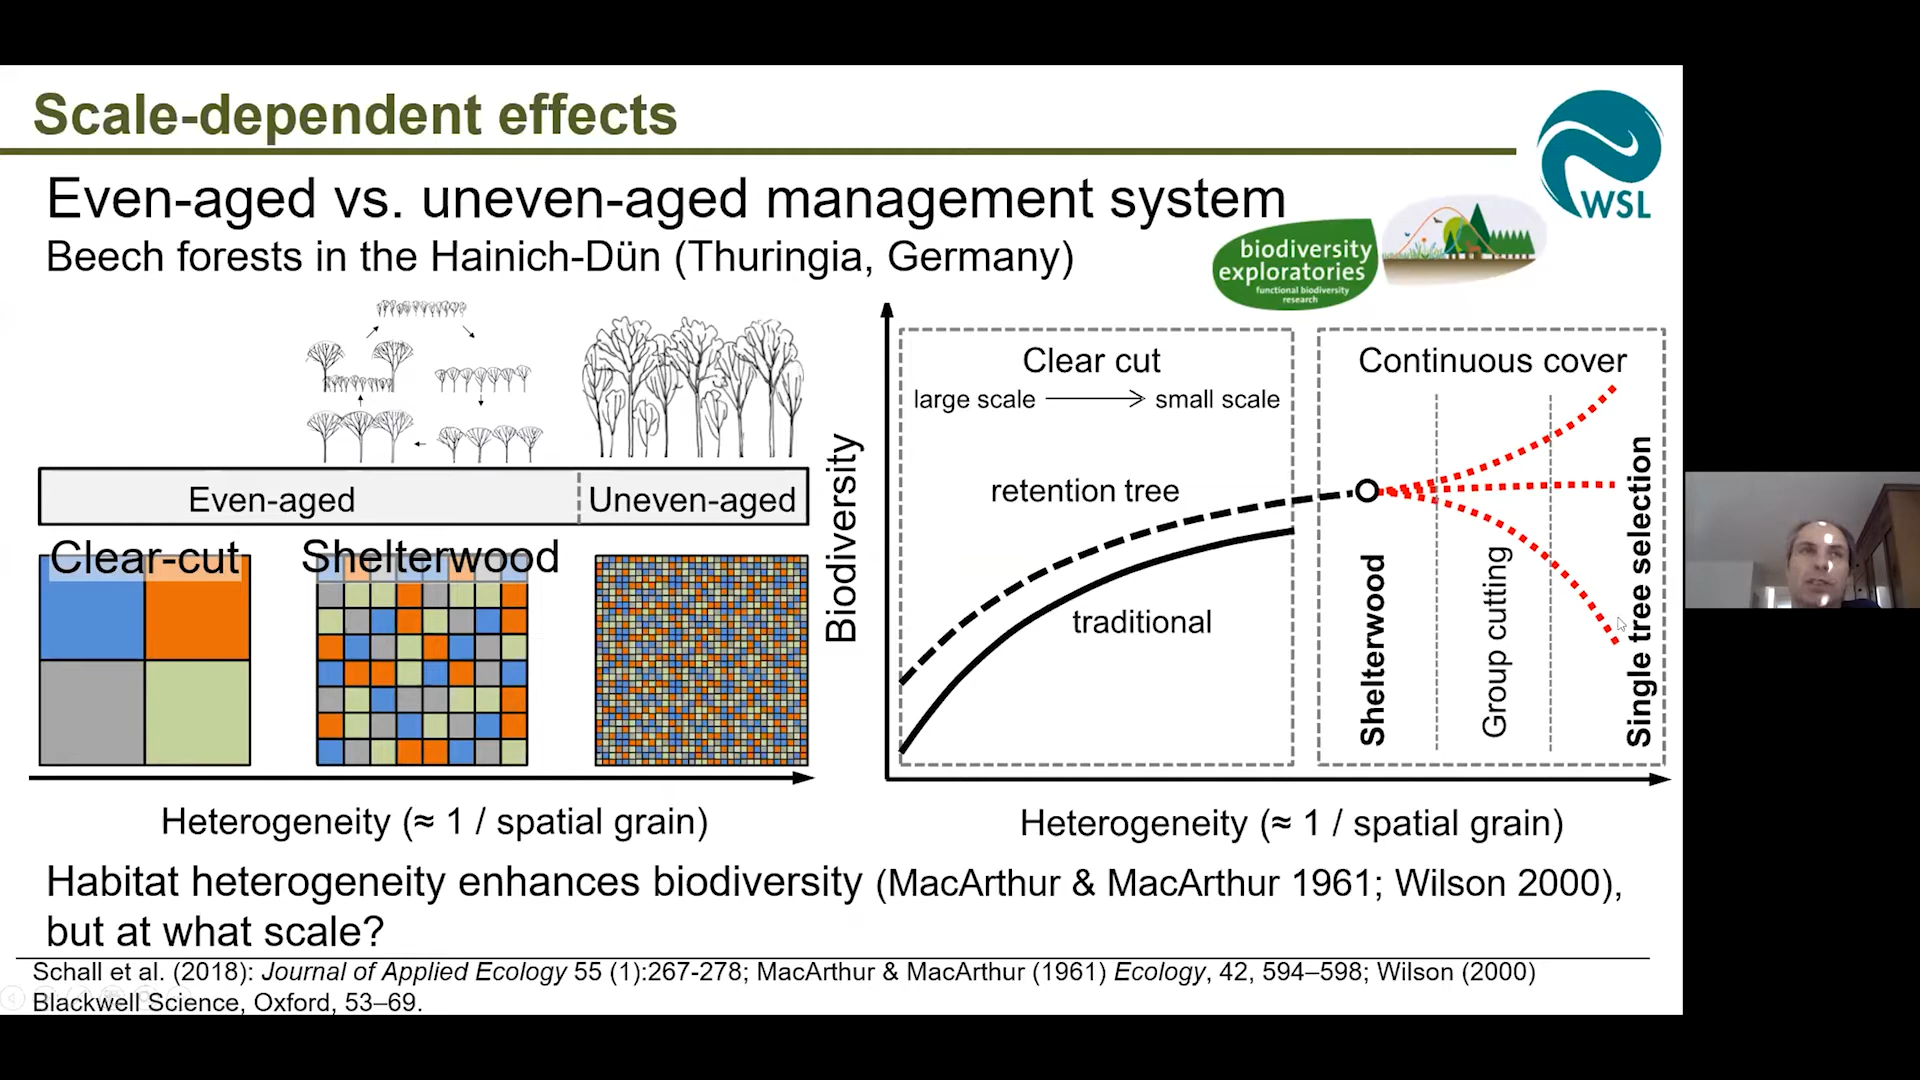 Scale-dependent effects
WSL
Even-aged vs. uneven-aged management system
Beech forests in the Hainich-Dün (Thuringia, Germany)
biodiversity
exploratories
functional biodiversity
research
Even-aged
Uneven-aged
Clear-cut
Shelterwood
Heterogeneity (≈ 1 / spatial grain)
Biodiversity
Clear cut
large scale
small scale
retention tree
traditional
Continuous cover
Shelterwood
Group cutting
Single tree selection
Heterogeneity (≈ 1 / spatial grain)
Habitat heterogeneity enhances biodiversity (MacArthur & MacArthur 1961; Wilson 2000),
but at what scale?
Schall et al. (2018): Journal of Applied Ecology 55 (1):267-278; MacArthur & MacArthur (1961) Ecology, 42, 594–598; Wilson (2000)
Blackwell Science, Oxford, 53–69.